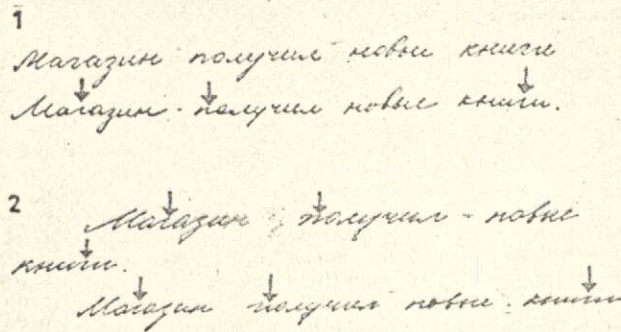 1
Магазин получил новые книги
Магазин получил новые книги.
2
Магазин получил новые
книги.
Магазин получил новые книги